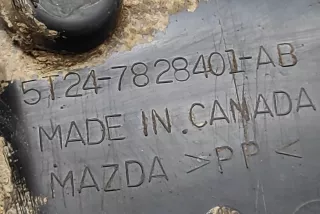 5T24-7828401-AB
MADE IN CANADA
MAZDA >PP<